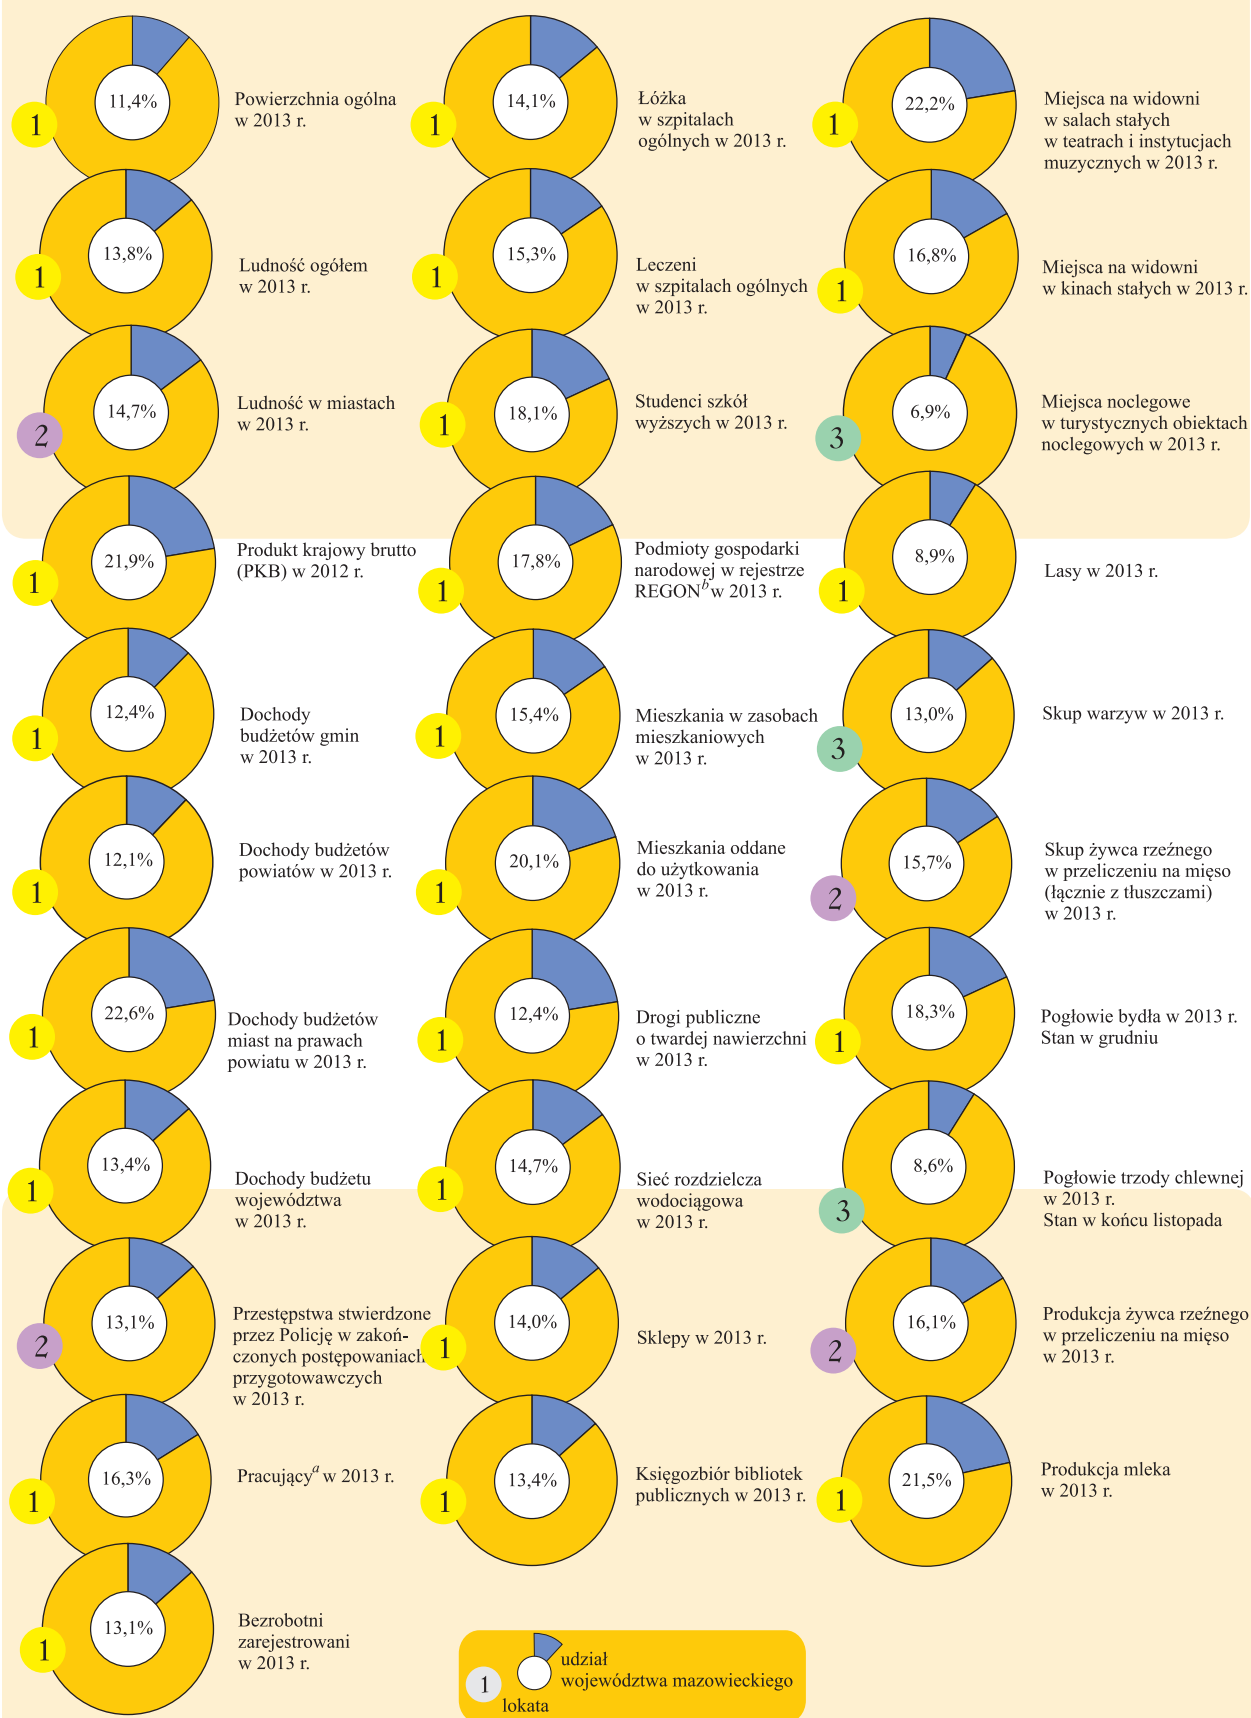 11,4%
1
Powierzchnia ogólna
w 2013 r.
13,8%
1
Ludność ogółem
w 2013 r.
14,7%
2
Ludność w miastach
w 2013 r.
21,9%
1
Produkt krajowy brutto
(PKB) w 2012 r.
12,4%
1
Dochody
budżetów gmin
w 2013 r.
12,1%
1
Dochody budżetów
powiatów w 2013 r.
22,6%
1
Dochody budżetów
miast na prawach
powiatu w 2013 r.
13,4%
1
Dochody budżetu
województwa
w 2013 r.
13,1%
2
Przestępstwa stwierdzone
przez Policję w zakoń-
czonych postępowaniach
przygotowawczych
w 2013 r.
16,3%
1
Pracujący a w 2013 r.
13,1%
1
Bezrobotni
zarejestrowani
w 2013 r.
14,1%
1
Łóżka
w szpitalach
ogólnych w 2013 r.
15,3%
1
Leczeni
w szpitalach ogólnych
w 2013 r.
18,1%
1
Studenci szkół
wyższych w 2013 r.
17,8%
1
Podmioty gospodarki
narodowej w rejestrze
REGON b w 2013 r.
15,4%
1
Mieszkania w zasobach
mieszkaniowych
w 2013 r.
20,1%
1
Mieszkania oddane
do użytkowania
w 2013 r.
12,4%
1
Drogi publiczne
o twardej nawierzchni
w 2013 r.
14,7%
1
Sieć rozdzielcza
wodociągowa
w 2013 r.
14,0%
1
Sklepy w 2013 r.
13,4%
1
Księgozbiór bibliotek
publicznych w 2013 r.
22,2%
1
Miejsca na widowni
w salach stałych
w teatrach i instytucjach
muzycznych w 2013 r.
16,8%
1
Miejsca na widowni
w kinach stałych w 2013 r.
6,9%
3
Miejsca noclegowe
w turystycznych obiektach
noclegowych w 2013 r.
8,9%
1
Lasy w 2013 r.
13,0%
3
Skup warzyw w 2013 r.
15,7%
2
Skup żywca rzeźnego
w przeliczeniu na mięso
(łącznie z tłuszczami)
w 2013 r.
18,3%
1
Pogłowie bydła w 2013 r.
Stan w grudniu
8,6%
3
Pogłowie trzody chlewnej
w 2013 r.
Stan w końcu listopada
16,1%
2
Produkcja żywca rzeźnego
w przeliczeniu na mięso
w 2013 r.
21,5%
1
Produkcja mleka
w 2013 r.
udział
województwa mazowieckiego
1
lokata